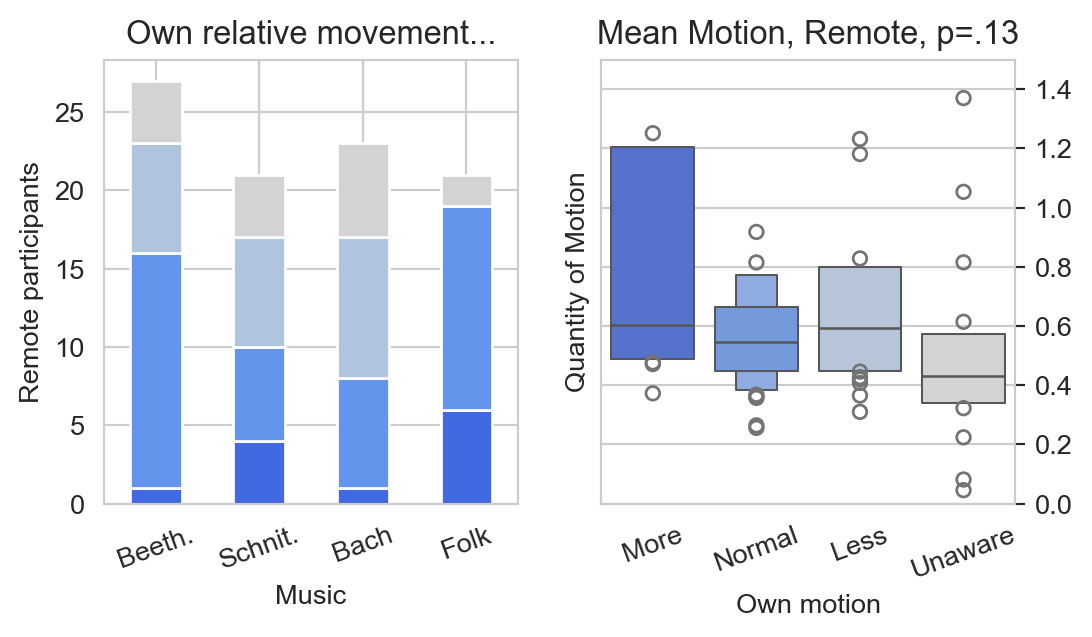 Own relative movement...
Remote participants
25
20
15
10
5
0
Beeth.
Schnit.
Bach
Folk
Music
Mean Motion, Remote, p=.13
Quantity of Motion
1.4
1.2
1.0
0.8
0.6
0.4
0.2
0.0
More
Normal
Less
Unaware
Own motion